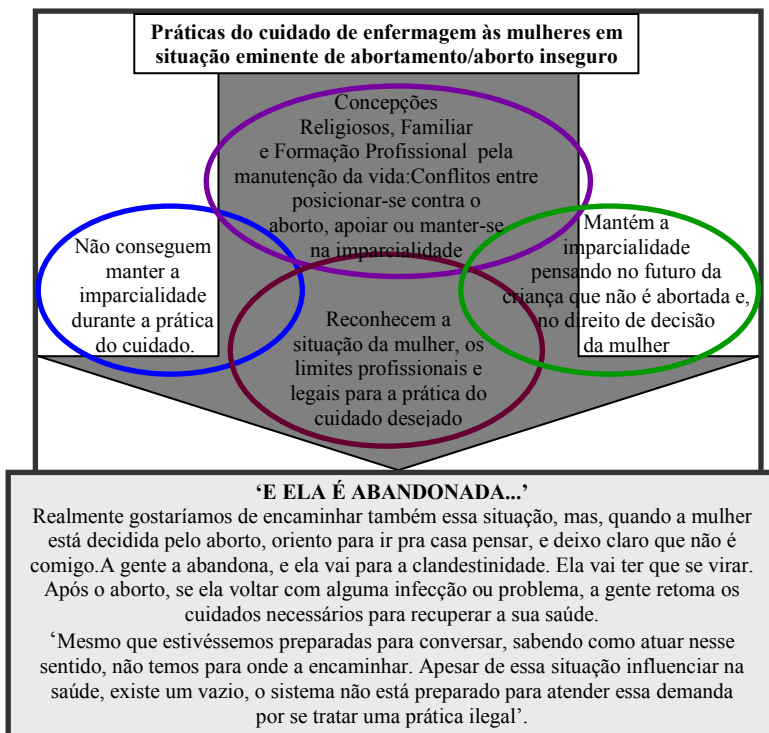 Práticas do cuidado de enfermagem às mulheres em
situação eminente de abortamento/aborto inseguro
Concepções
Religiosos, Familiar
e Formação Profissional pela
manutenção da vida:Conflitos entre
posicionar-se contra o
aborto, apoiar ou manter-se
na imparcialidade
Não conseguem
manter a
imparcialidade
durante a prática
do cuidado.
Reconhecem a
situação da mulher, os
limites profissionais e
legais para a prática do
cuidado desejado
Mantém a
imparcialidade
pensando no futuro da
criança que não é abortada e,
no direito de decisão
da mulher
‘E ELA É ABANDONADA...’
Realmente gostaríamos de encaminhar também essa situação, mas, quando a mulher
está decidida pelo aborto, oriento para ir pra casa pensar, e deixo claro que não é
comigo.A gente a abandona, e ela vai para a clandestinidade. Ela vai ter que se virar.
Após o aborto, se ela voltar com alguma infecção ou problema, a gente retoma os
cuidados necessários para recuperar a sua saúde.
‘Mesmo que estivéssemos preparadas para conversar, sabendo como atuar nesse
sentido, não temos para onde a encaminhar. Apesar de essa situação influenciar na
saúde, existe um vazio, o sistema não está preparado para atender essa demanda
por se tratar uma prática ilegal’.